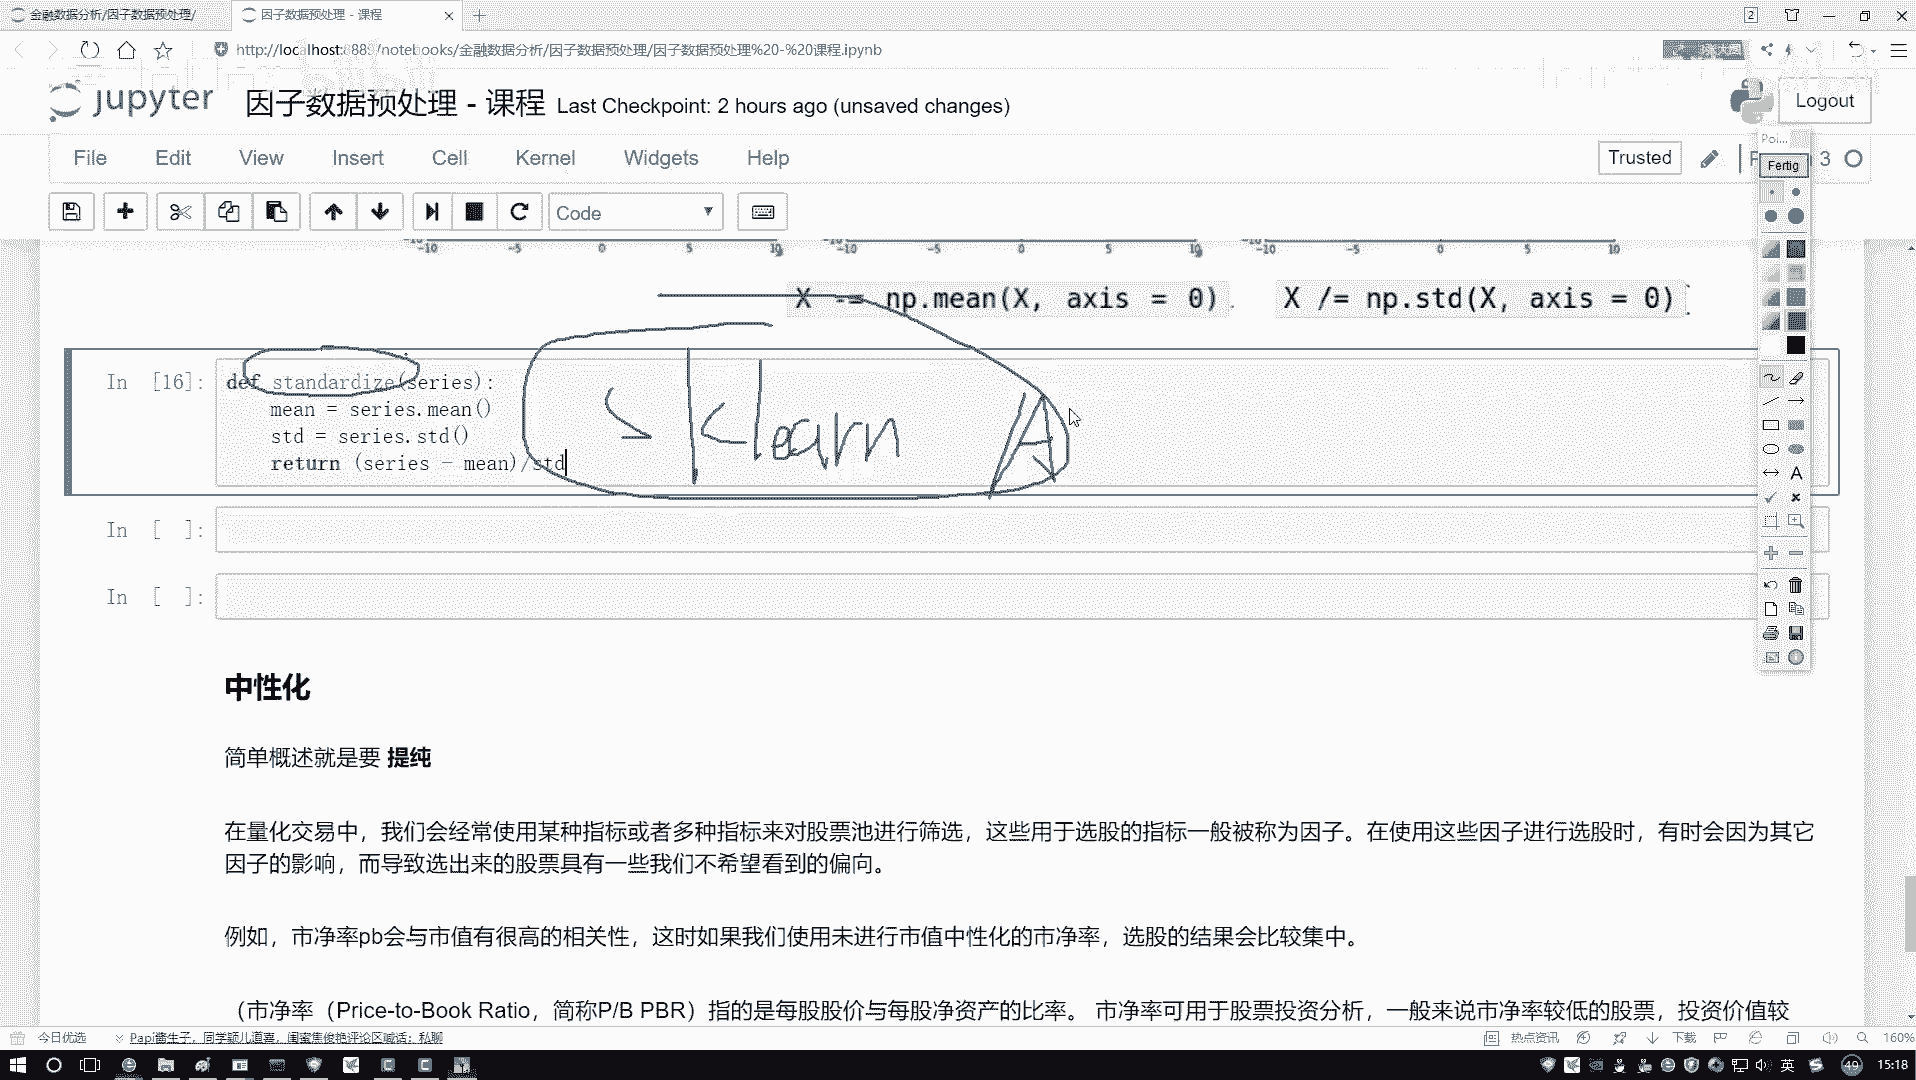 金融数据分析/因子数据预处理/
因子数据预处理 - 课程
2
http://localhost:8889/notebooks/金融数据分析/因子数据预处理/因子数据预处理%20-%20课程.ipynb
jupyter
因子数据预处理 - 课程 Last Checkpoint: 2 hours ago (unsaved changes)
Logout
File Edit View Insert Cell Kernel Widgets Help
Trusted
3
Poi...
Fertig
Code
-10 -5 0 5 10 -10 -5 0 5 10 -10 -5 0 5 10
X -= np.mean(X, axis = 0). X /= np.std(X, axis = 0)
In [16]: def standardize(series):
mean = series.mean()
std = series.std()
return (series - mean)/std
sklearn
In [ ]:
In [ ]:
中性化
简单概述就是要 提纯
在量化交易中，我们会经常使用某种指标或者多种指标来对股票池进行筛选，这些用于选股的指标一般被称为因子。在使用这些因子进行选股时，有时会因为其它
因子的影响，而导致选出来的股票具有一些我们不希望看到的偏向。
例如，市净率pb会与市值有很高的相关性，这时如果我们使用未进行市值中性化的市净率，选股的结果会比较集中。
（市净率（Price-to-Book Ratio，简称P/B PBR）指的是每股股价与每股净资产的比率。 市净率可用于股票投资分析，一般来说市净率较低的股票，投资价值较
今日优选
Papi酱生子，同学颖儿道喜，闺蜜焦俊艳评论区喊话：私聊
热点资讯
下载
160%
英
49
15:18